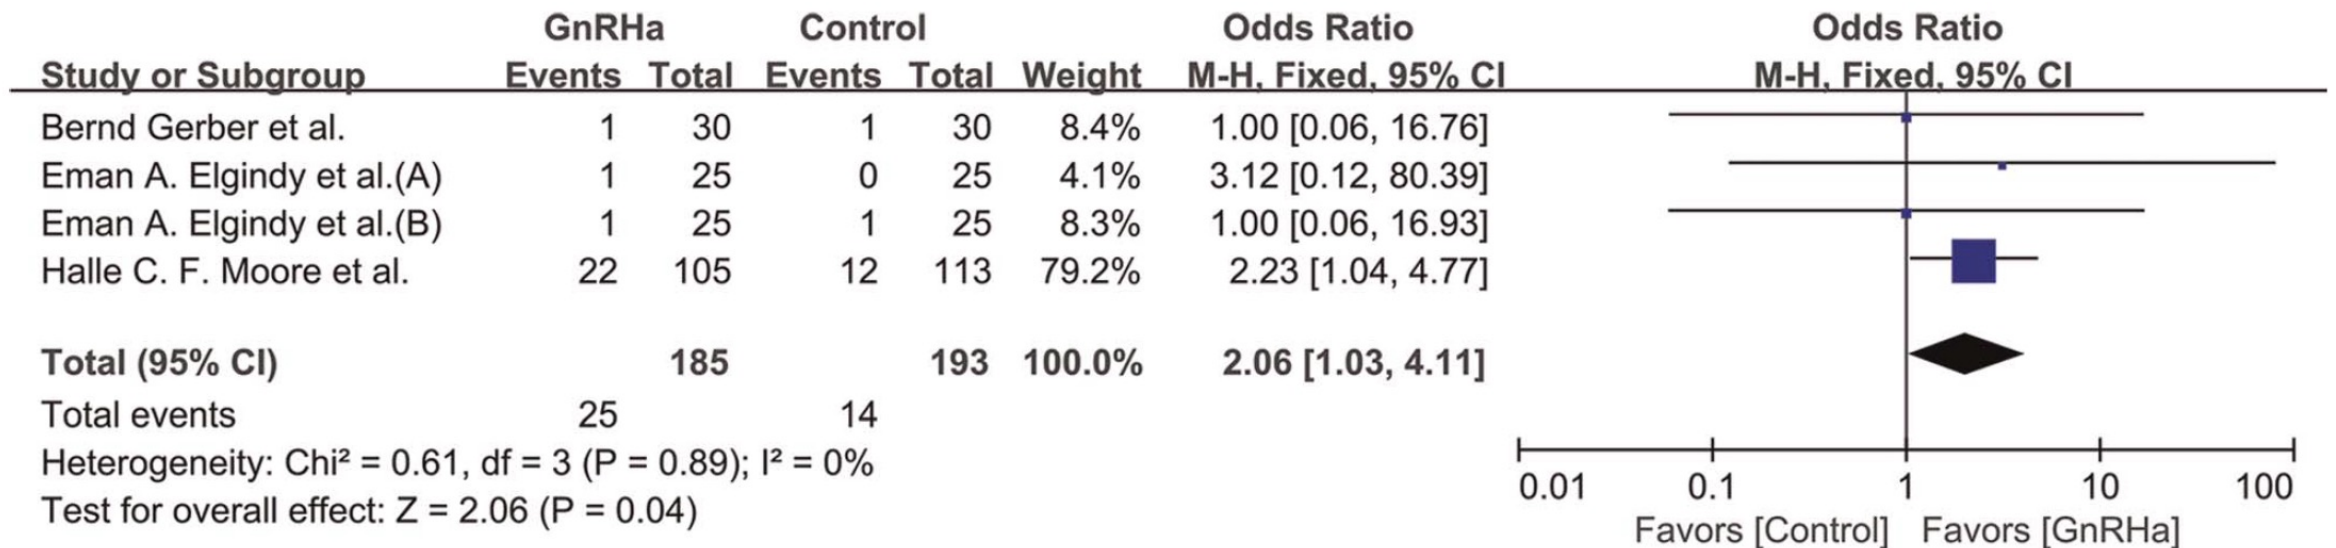 GnRHa Control Odds Ratio Odds Ratio
Study or Subgroup Events Total Events Total Weight M-H, Fixed, 95% CI M-H, Fixed, 95% CI
Bernd Gerber et al. 1 30 1 30 8.4% 1.00 [0.06, 16.76]
Eman A. Elgindy et al.(A) 1 25 0 25 4.1% 3.12 [0.12, 80.39]
Eman A. Elgindy et al.(B) 1 25 1 25 8.3% 1.00 [0.06, 16.93]
Halle C. F. Moore et al. 22 105 12 113 79.2% 2.23 [1.04, 4.77]
Total (95% CI) 185 193 100.0% 2.06 [1.03, 4.11]
Total events 25 14
Heterogeneity: Chi² = 0.61, df = 3 (P = 0.89); I² = 0%
Test for overall effect: Z = 2.06 (P = 0.04)
0.01 0.1 1 10 100
Favors [Control] Favors [GnRHa]